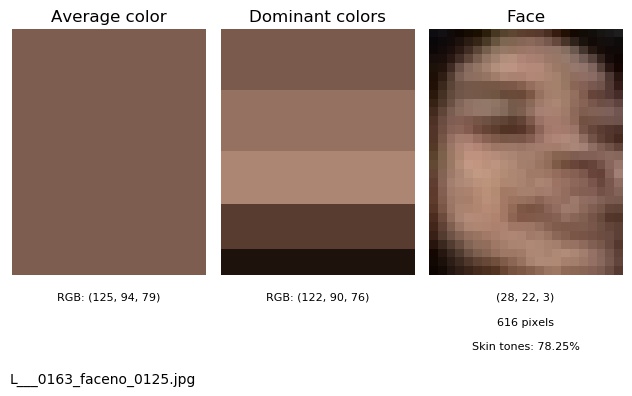 Average color
Dominant colors
Face
RGB: (125, 94, 79)
RGB: (122, 90, 76)
(28, 22, 3)
616 pixels
Skin tones: 78.25%
L___0163_faceno_0125.jpg